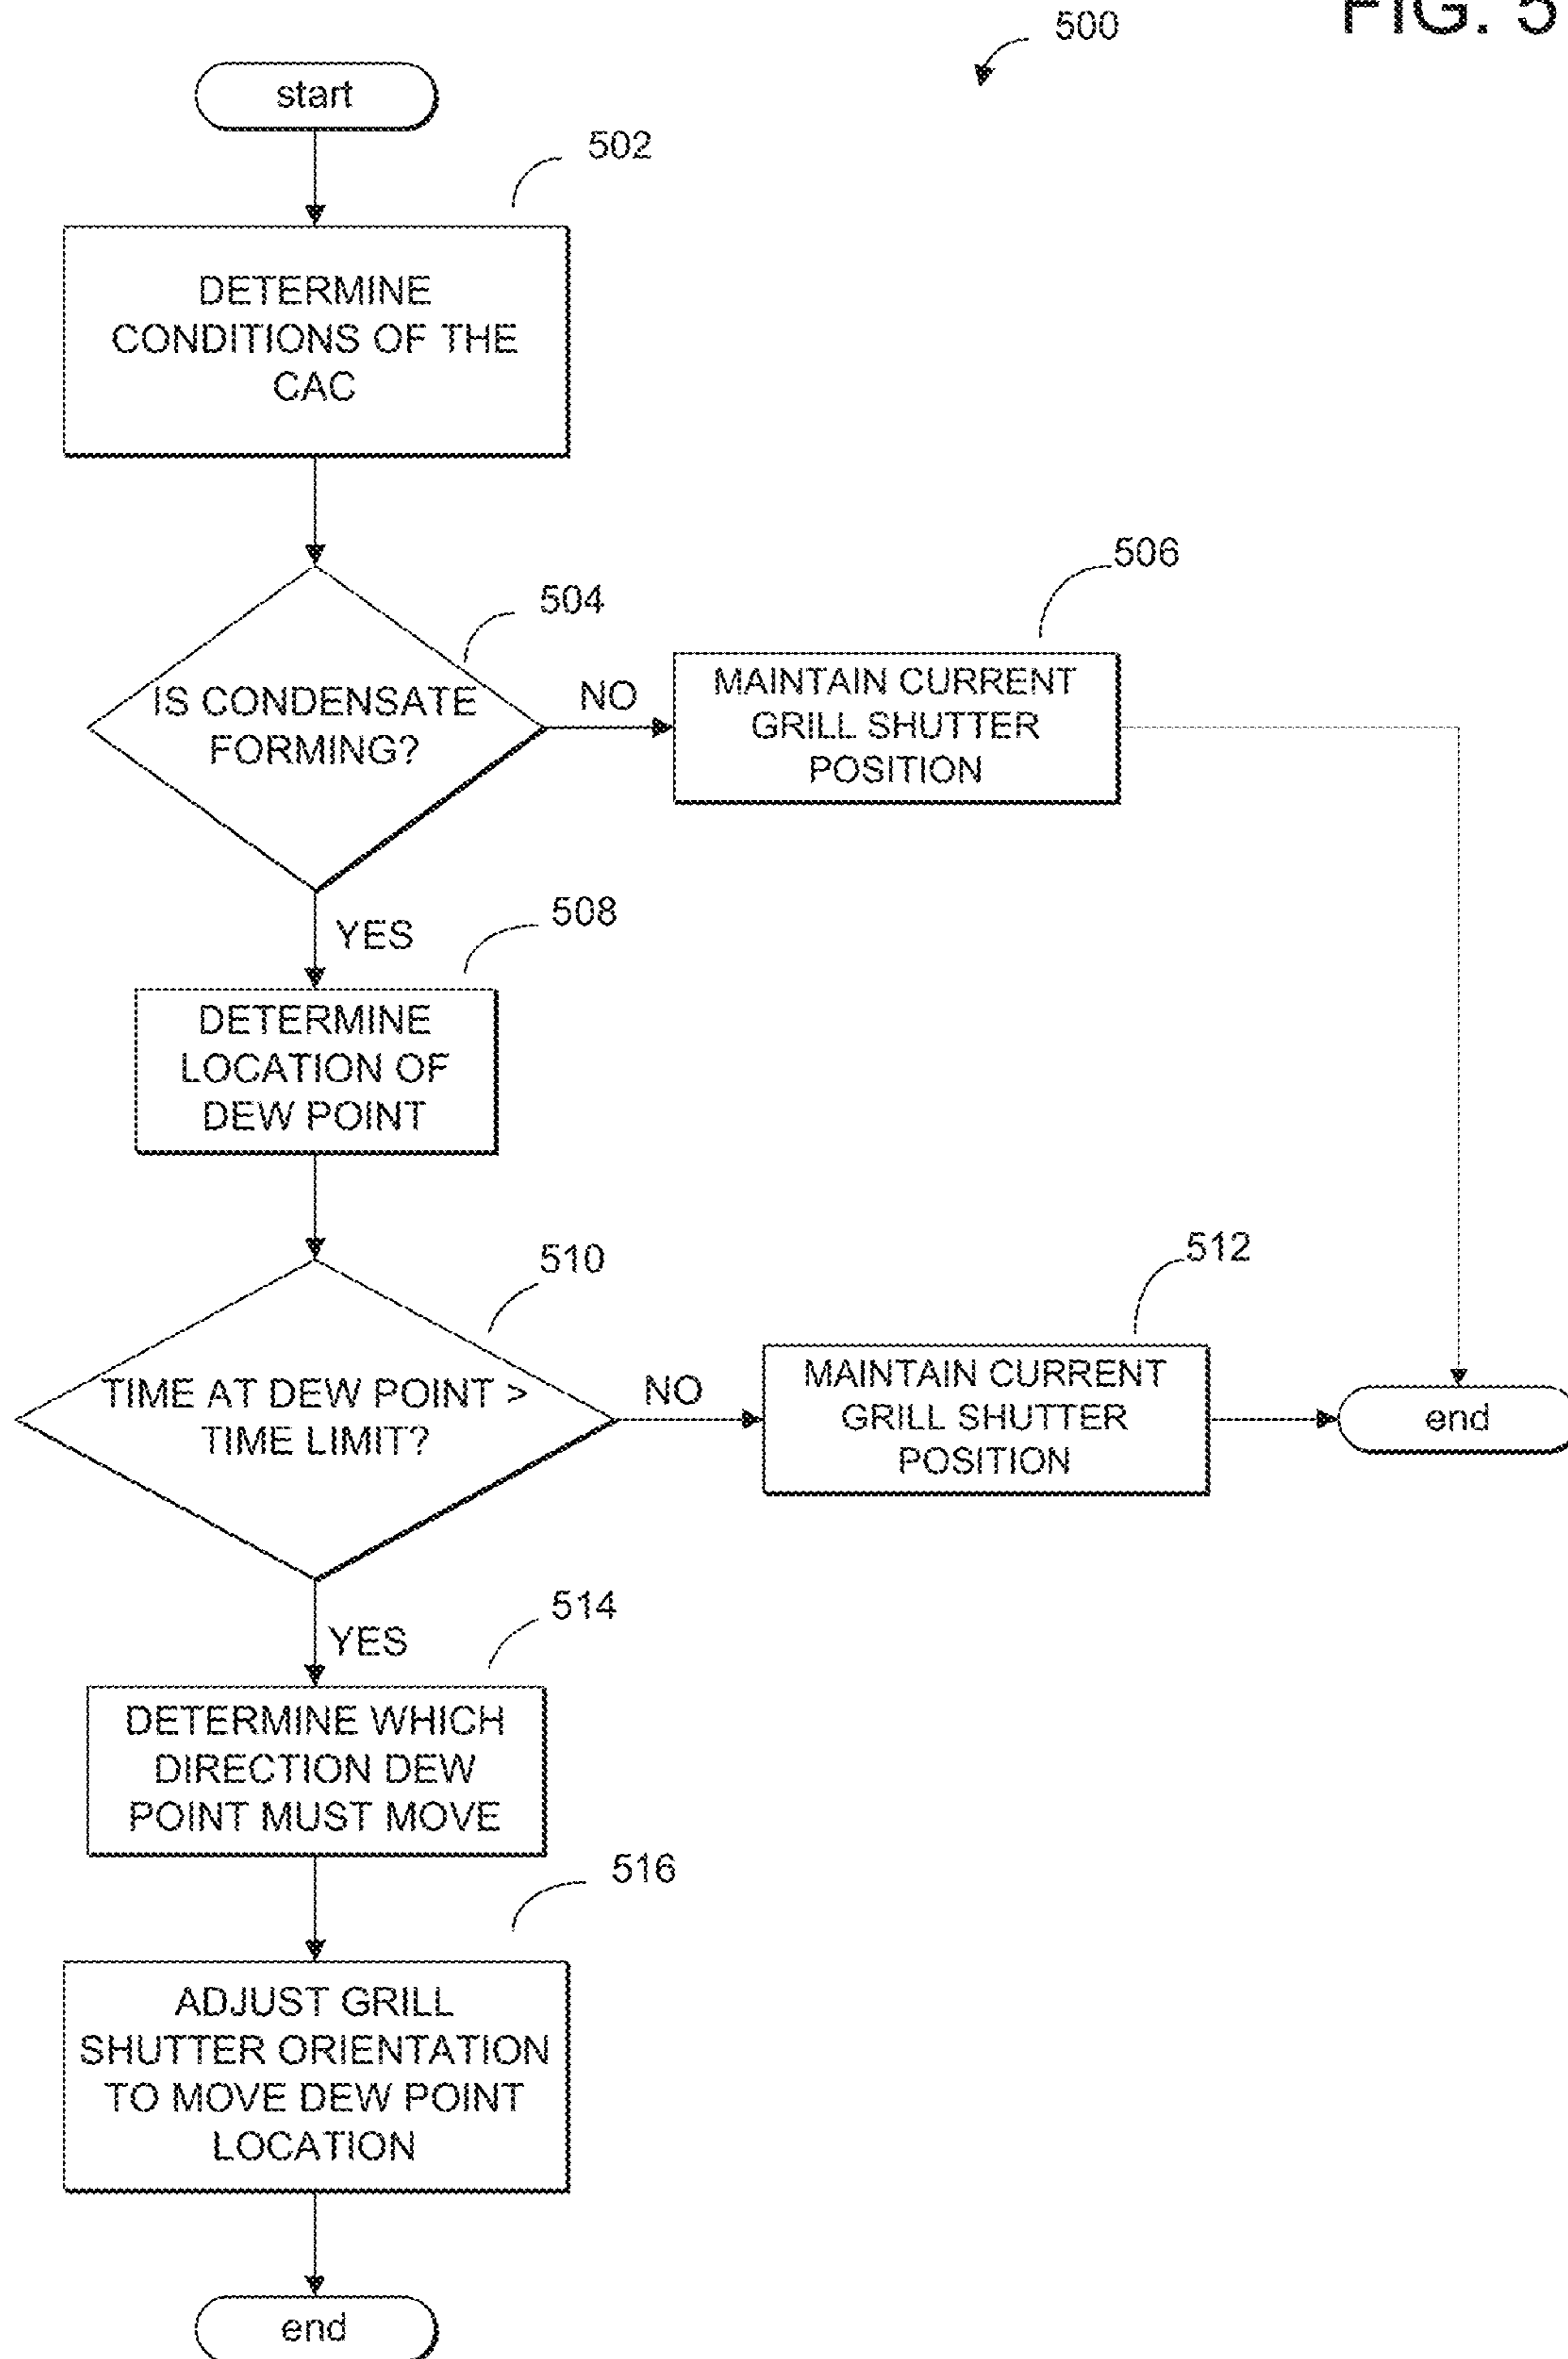 FIG. 5
500
start
502
DETERMINE
CONDITIONS OF THE
CAC
504
IS CONDENSATE
FORMING?
NO
506
MAINTAIN CURRENT
GRILL SHUTTER
POSITION
YES
508
DETERMINE
LOCATION OF
DEW POINT
510
TIME AT DEW POINT >
TIME LIMIT?
NO
512
MAINTAIN CURRENT
GRILL SHUTTER
POSITION
end
YES
514
DETERMINE WHICH
DIRECTION DEW
POINT MUST MOVE
516
ADJUST GRILL
SHUTTER ORIENTATION
TO MOVE DEW POINT
LOCATION
end